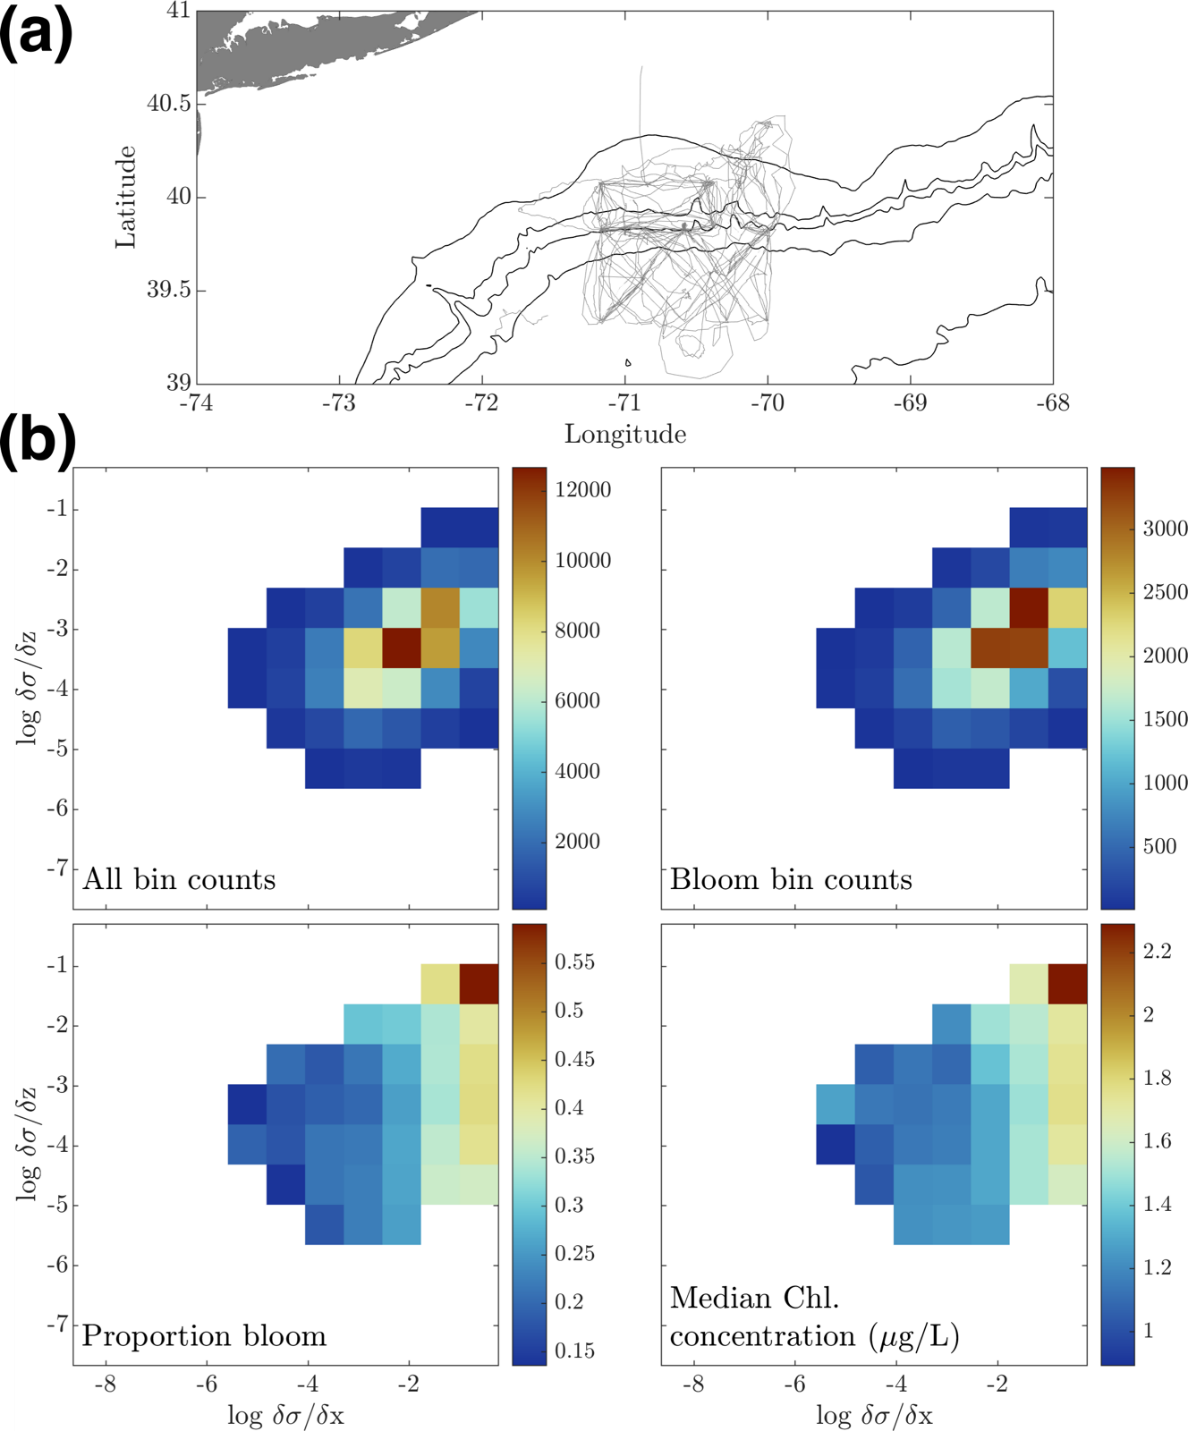 (a)
41
40.5
40
39.5
39
Latitude
-74 -73 -72 -71 -70 -69 -68
Longitude
(b)
-1
-2
-3
-4
-5
-6
-7
log δσ/δz
All bin counts
12000
10000
8000
6000
4000
2000
Bloom bin counts
3000
2500
2000
1500
1000
500
-1
-2
-3
-4
-5
-6
-7
log δσ/δz
Proportion bloom
-8 -6 -4 -2
log δσ/δx
0.55
0.5
0.45
0.4
0.35
0.3
0.25
0.2
0.15
Median Chl.
concentration (μg/L)
-8 -6 -4 -2
log δσ/δx
2.2
2
1.8
1.6
1.4
1.2
1